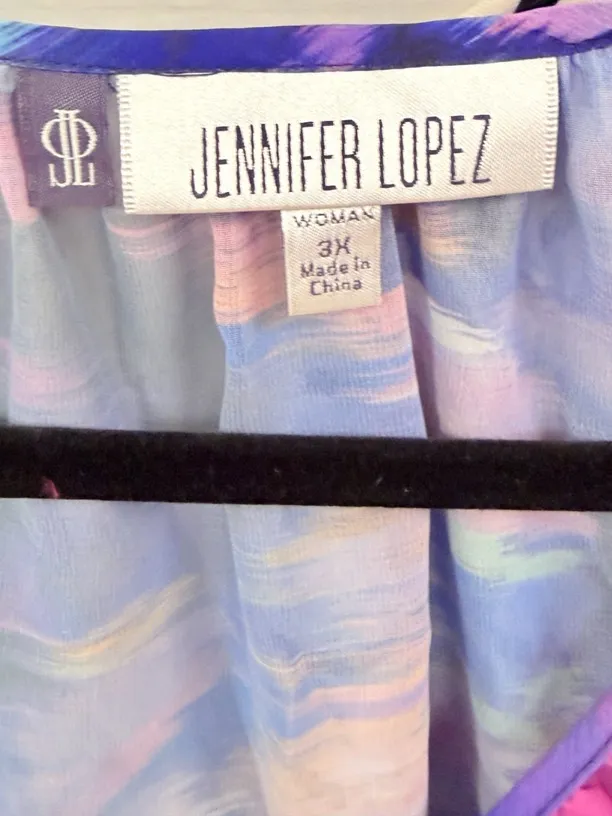 JL
JENNIFER LOPEZ
WOMAN
3X
Made in
China